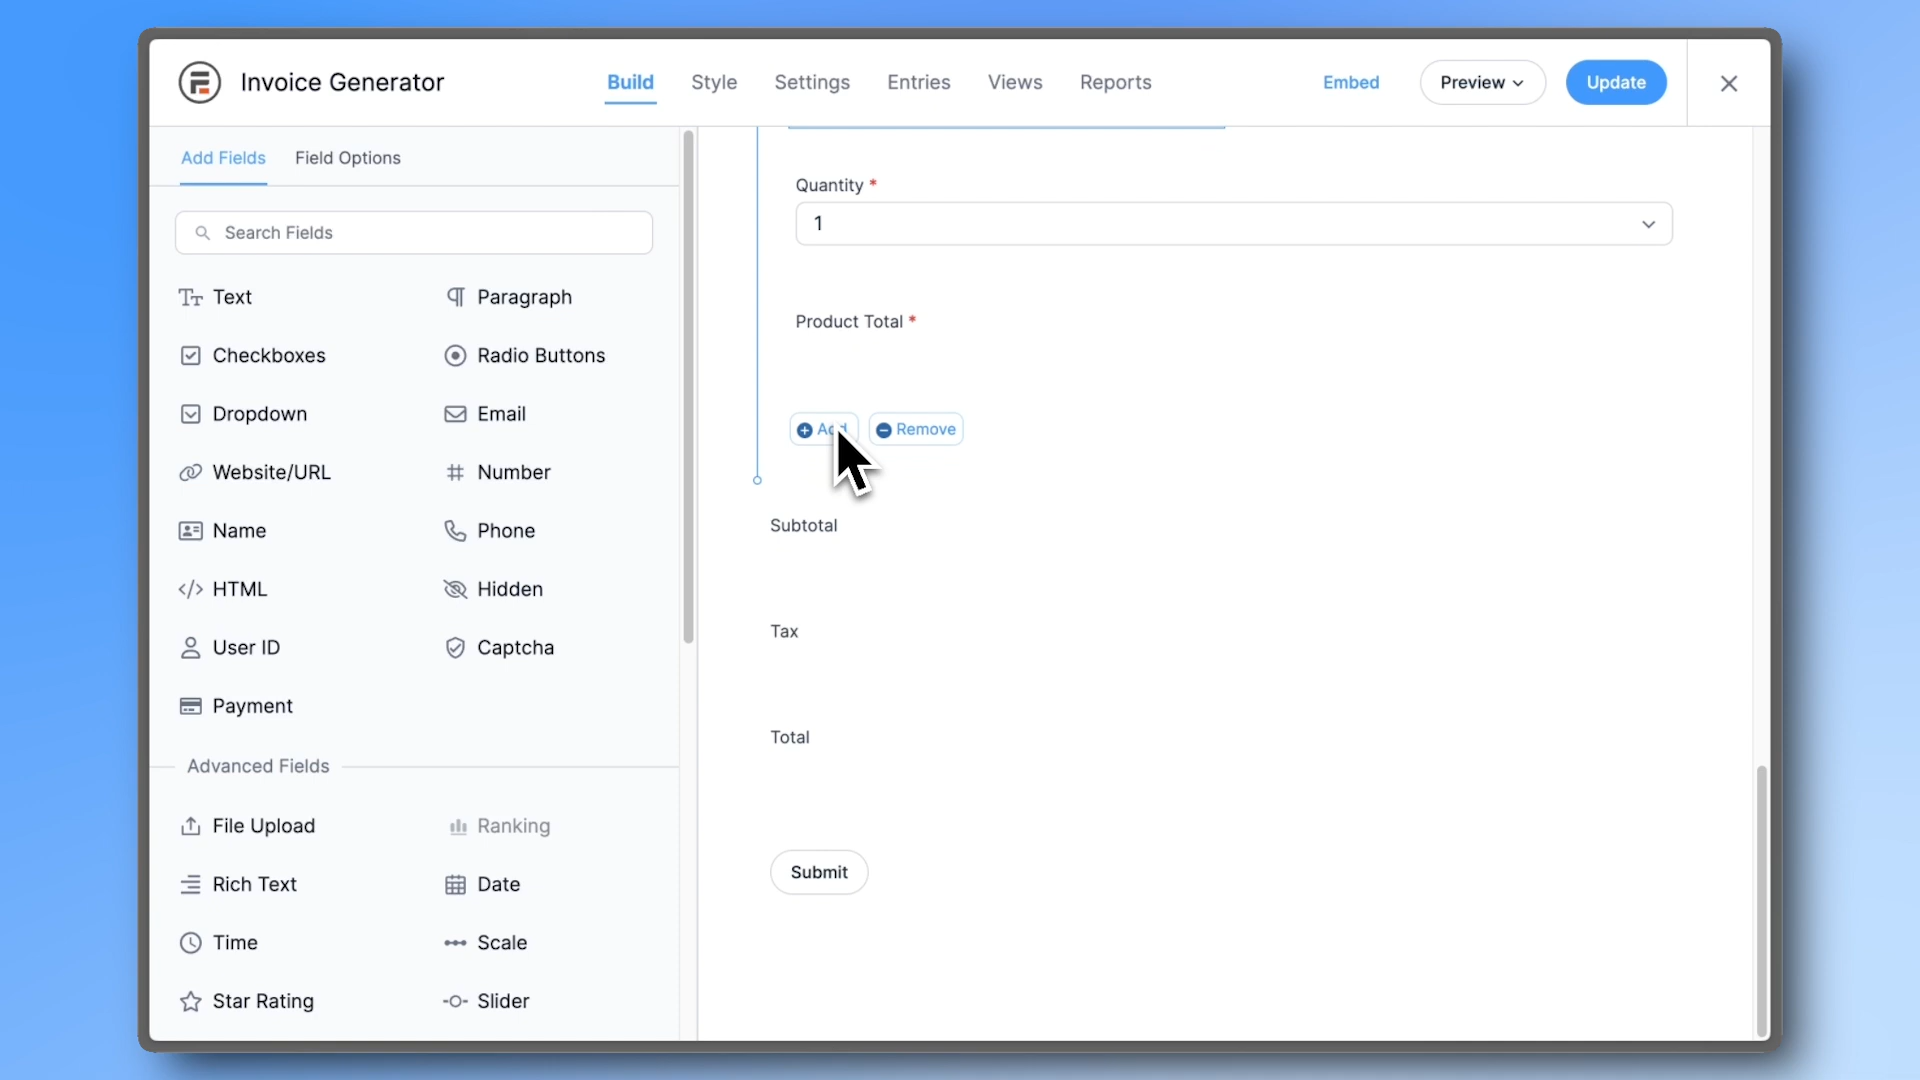 Invoice Generator
Build
Style
Settings
Entries
Views
Reports
Embed
Preview
Update
Add Fields
Field Options
Search Fields
Text
Paragraph
Checkboxes
Radio Buttons
Dropdown
Email
Website/URL
Number
Name
Phone
HTML
Hidden
User ID
Captcha
Payment
Advanced Fields
File Upload
Ranking
Rich Text
Date
Time
Scale
Star Rating
Slider
Quantity *
1
Product Total *
Add
Remove
Subtotal
Tax
Total
Submit